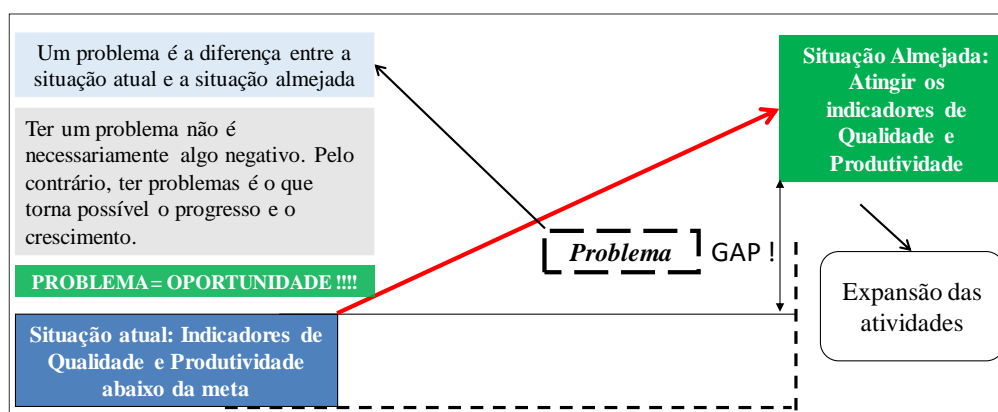 Um problema é a diferença entre a
situação atual e a situação almejada
Ter um problema não é
necessariamente algo negativo. Pelo
contrário, ter problemas é o que
torna possível o progresso e o
crescimento.
PROBLEMA= OPORTUNIDADE !!!!
Situação atual: Indicadores de
Qualidade e Produtividade
abaixo da meta
Problema
GAP !
Situação Almejada:
Atingir os
indicadores de
Qualidade e
Produtividade
Expansão das
atividades